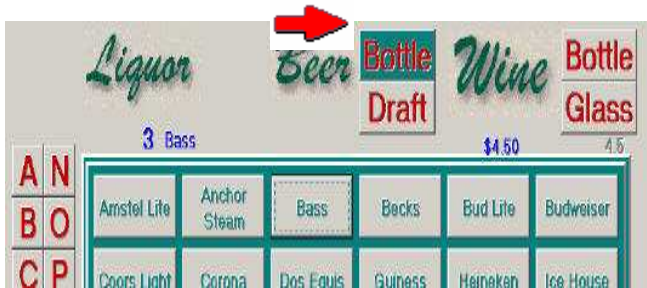 Liquor Beer Bottle Wine Bottle
Draft Glass
3 Bass $4.50 4.5
A N
Amstel Lite Anchor Steam Bass Becks Bud Lite Budweiser
B O
C P
Coors Light Corona Dos Equis Guiness Heineken Ice House